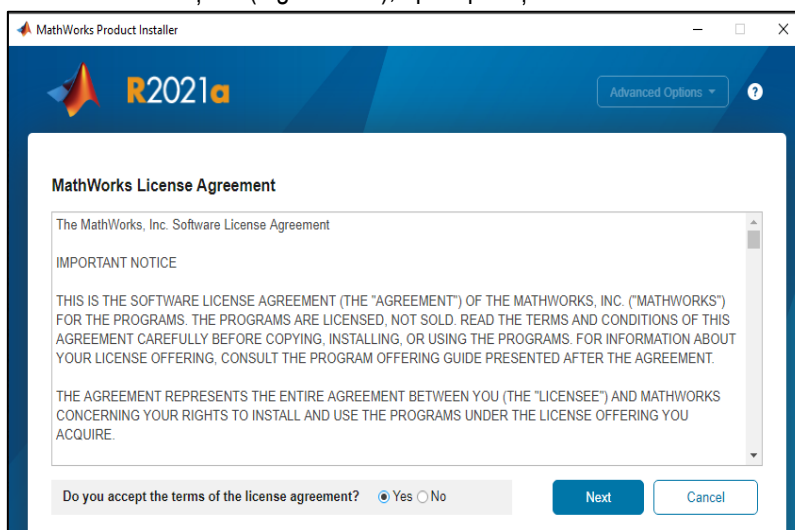 MathWorks Product Installer
R2021a
Advanced Options
?
MathWorks License Agreement
The MathWorks, Inc. Software License Agreement
IMPORTANT NOTICE
THIS IS THE SOFTWARE LICENSE AGREEMENT (THE "AGREEMENT") OF THE MATHWORKS, INC. ("MATHWORKS")
FOR THE PROGRAMS. THE PROGRAMS ARE LICENSED, NOT SOLD. READ THE TERMS AND CONDITIONS OF THIS
AGREEMENT CAREFULLY BEFORE COPYING, INSTALLING, OR USING THE PROGRAMS. FOR INFORMATION ABOUT
YOUR LICENSE OFFERING, CONSULT THE PROGRAM OFFERING GUIDE PRESENTED AFTER THE AGREEMENT.
THE AGREEMENT REPRESENTS THE ENTIRE AGREEMENT BETWEEN YOU (THE "LICENSEE") AND MATHWORKS
CONCERNING YOUR RIGHTS TO INSTALL AND USE THE PROGRAMS UNDER THE LICENSE OFFERING YOU
ACQUIRE.
Do you accept the terms of the license agreement? Yes No
Next
Cancel